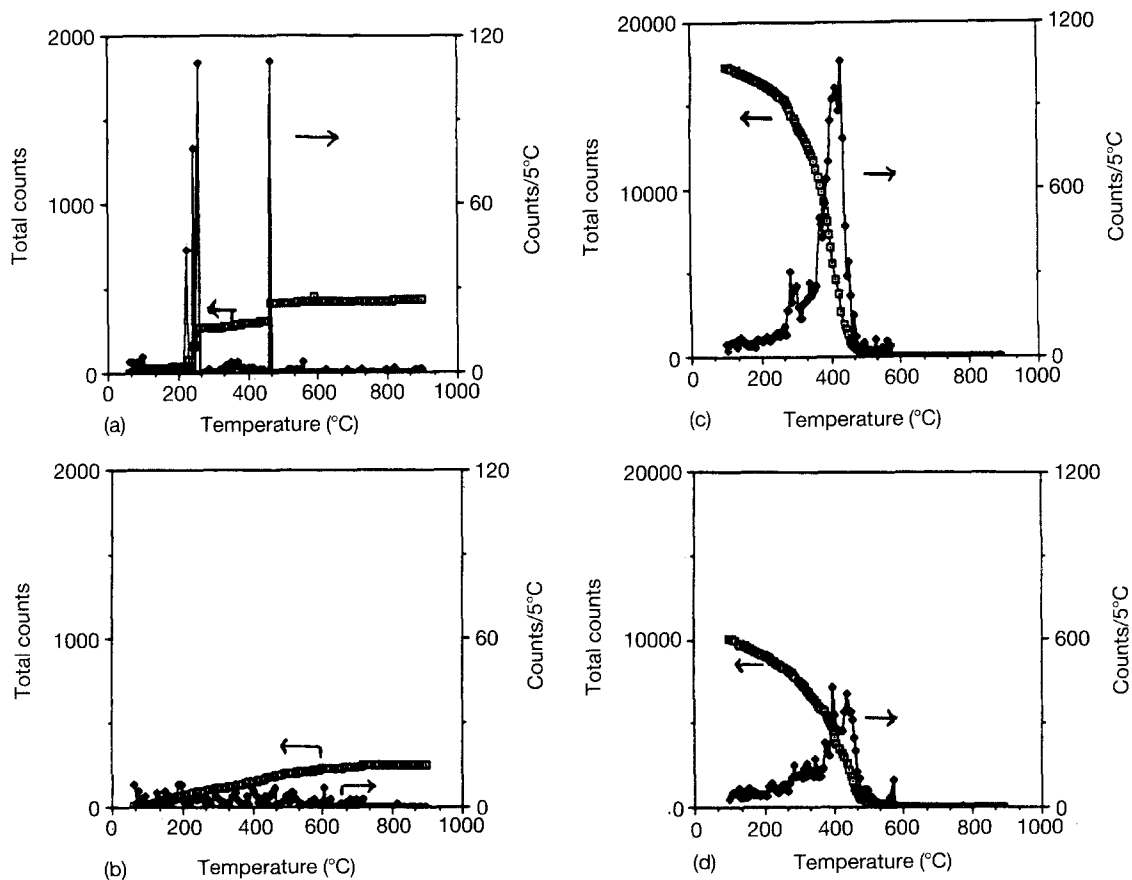 2000
1000
0
Total counts
120
60
0
Counts/5°C
0 200 400 600 800 1000
(a) Temperature (°C)
20000
10000
0
Total counts
1200
600
0
Counts/5°C
0 200 400 600 800 1000
(c) Temperature (°C)
2000
1000
0
Total counts
120
60
0
Counts/5°C
0 200 400 600 800 1000
(b) Temperature (°C)
20000
10000
.0
Total counts
1200
600
0
Counts/5°C
0 200 400 600 800 1000
(d) Temperature (°C)